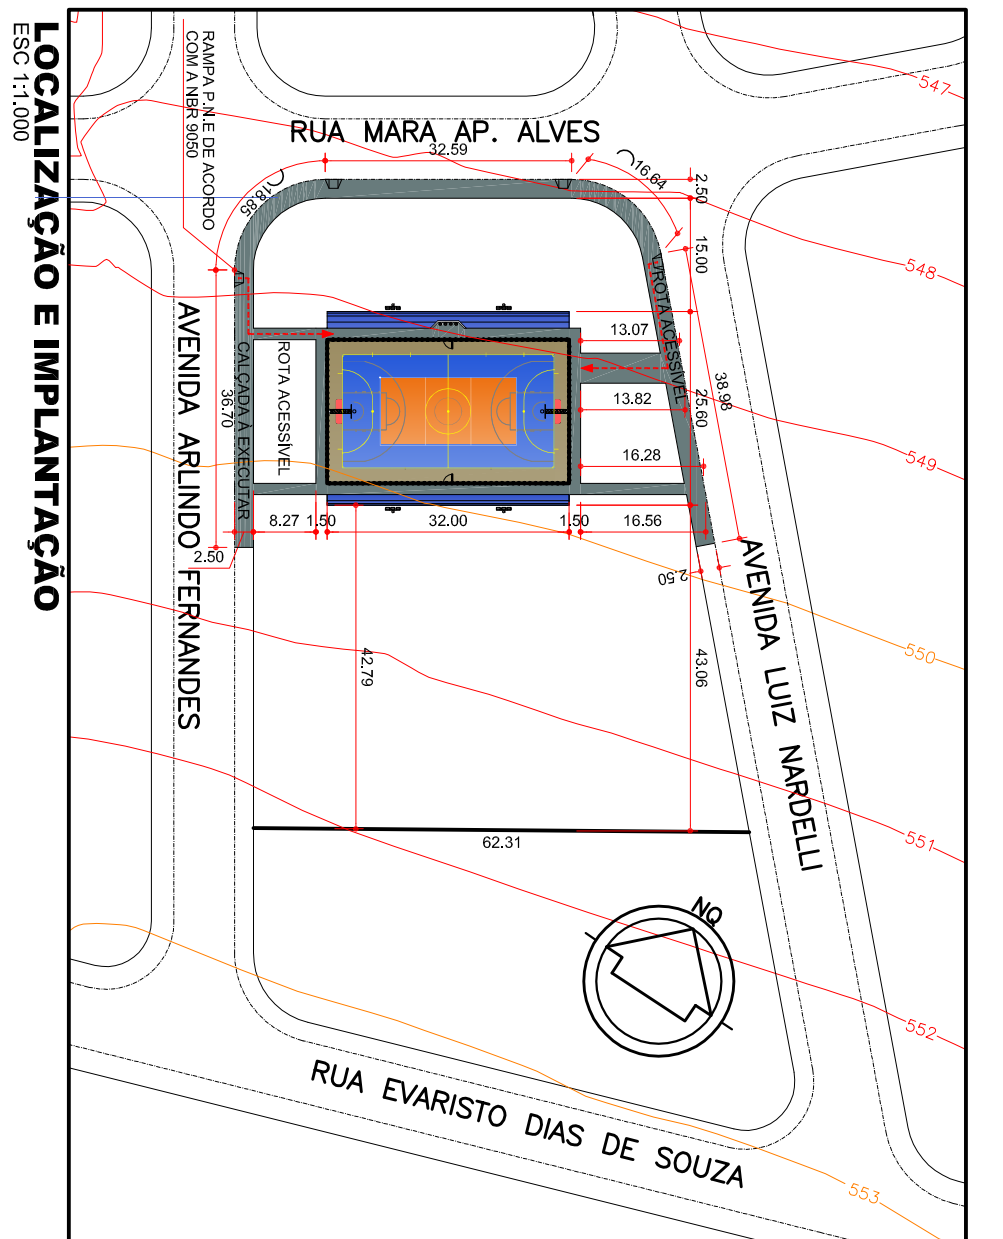 LOCALIZAÇÃO E IMPLANTAÇÃO
ESC 1:1.000
RAMPA P.N.E DE ACORDO
COM A NBR 9050
RUA MARA AP. ALVES
32.59
16.64
18.85
2.50
15.00
547
548
549
550
551
552
553
AVENIDA ARLINDO FERNANDES
CALÇADA À EXECUTAR
36.70
ROTA ACESSÍVEL
ROTA ACESSÍVEL
13.07
13.82
16.28
38.98
25.60
8.27
1.50
32.00
1.50
16.56
2.50
2.50
42.79
43.06
AVENIDA LUIZ NARDELLI
62.31
NQ
RUA EVARISTO DIAS DE SOUZA